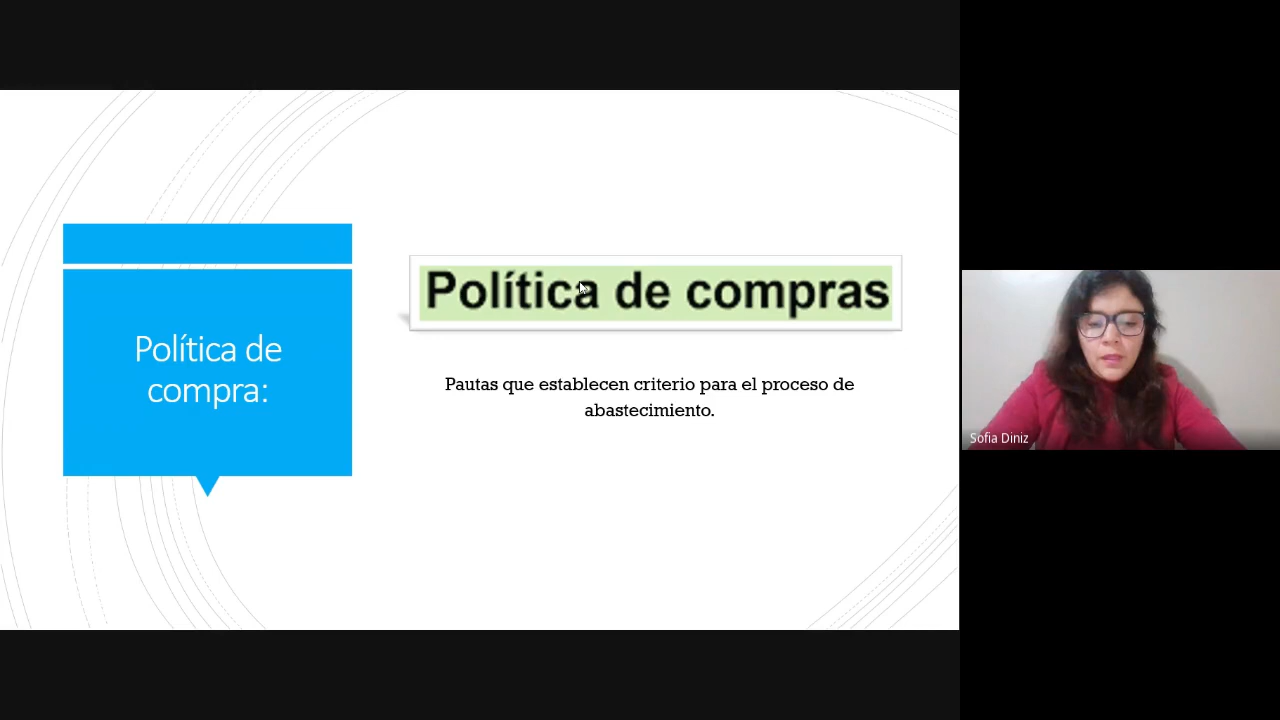 Política de
compra:
Política de compras
Pautas que establecen criterio para el proceso de
abastecimiento.
Sofia Diniz